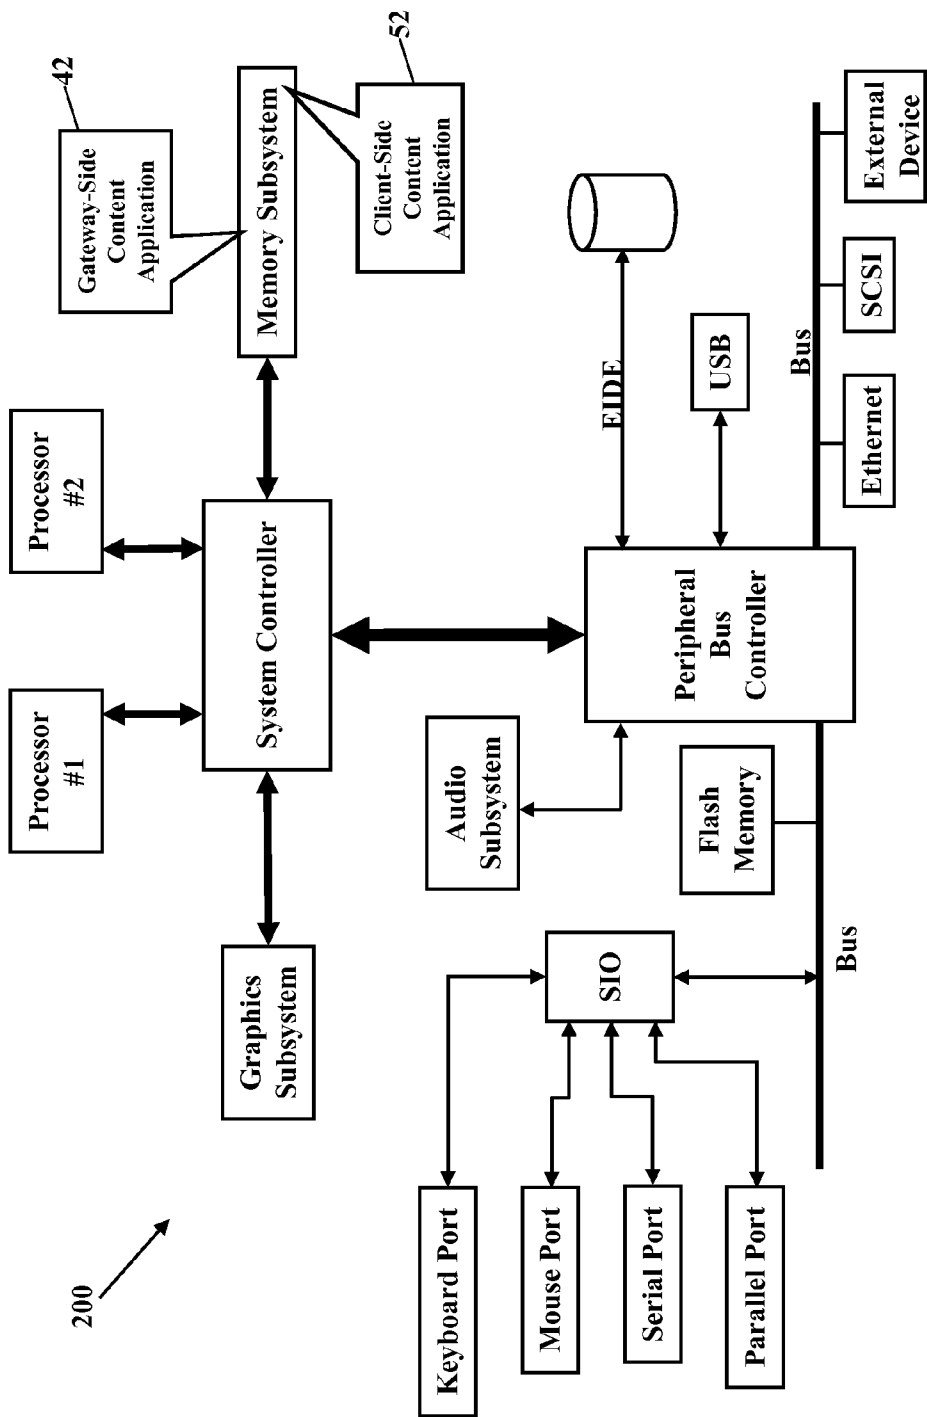 200
Processor
#1
Processor
#2
Gateway-Side
Content
Application
42
Graphics
Subsystem
System Controller
Memory Subsystem
Client-Side
Content
Application
52
Keyboard Port
Mouse Port
Serial Port
Parallel Port
SIO
Audio
Subsystem
Flash
Memory
Bus
Peripheral
Bus
Controller
EIDE
USB
Bus
Ethernet
SCSI
External
Device